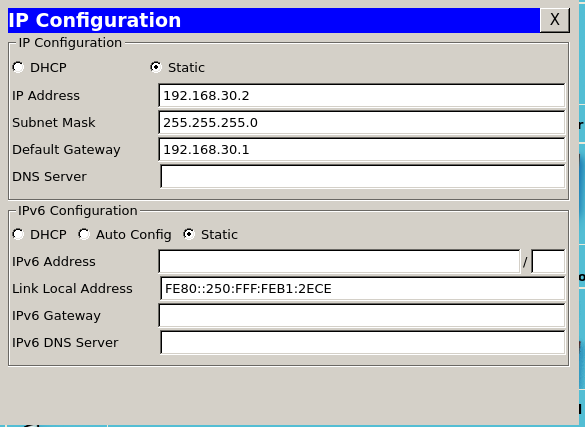 IP Configuration X
IP Configuration
DHCP Static
IP Address 192.168.30.2
Subnet Mask 255.255.255.0
Default Gateway 192.168.30.1
DNS Server
IPv6 Configuration
DHCP Auto Config Static
IPv6 Address /
Link Local Address FE80::250:FFF:FEB1:2ECE
IPv6 Gateway
IPv6 DNS Server